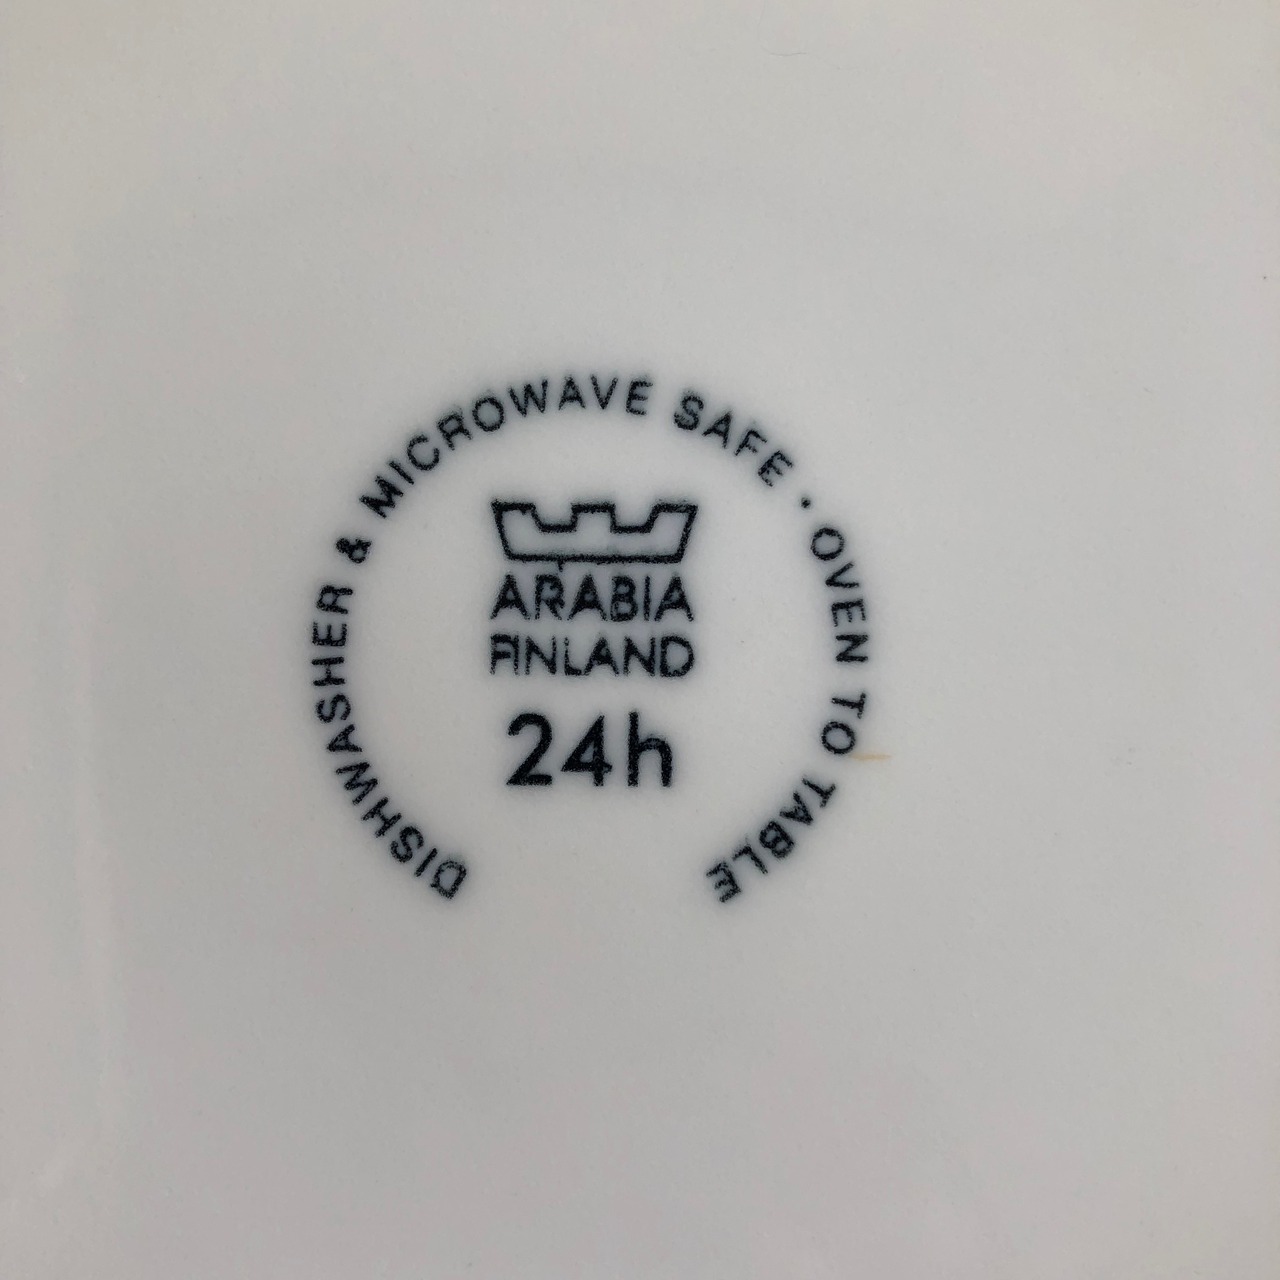 DISHWASHER & MICROWAVE SAFE · OVEN TO TABLE
ARABIA
FINLAND
24h